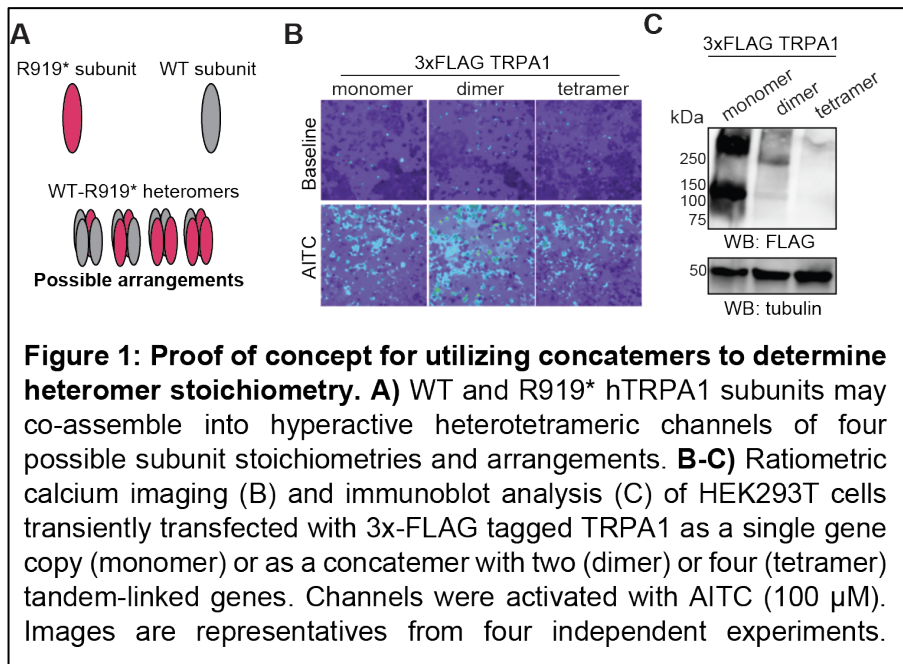 A
R919* subunit
WT subunit
WT-R919* heteromers
Possible arrangements
B
3xFLAG TRPA1
monomer
dimer
tetramer
Baseline
AITC
C
3xFLAG TRPA1
monomer
dimer
tetramer
kDa
250
150
100
75
WB: FLAG
50
WB: tubulin
Figure 1: Proof of concept for utilizing concatemers to determine
heteromer stoichiometry. A) WT and R919* hTRPA1 subunits may
co-assemble into hyperactive heterotetrameric channels of four
possible subunit stoichiometries and arrangements. B-C) Ratiometric
calcium imaging (B) and immunoblot analysis (C) of HEK293T cells
transiently transfected with 3x-FLAG tagged TRPA1 as a single gene
copy (monomer) or as a concatemer with two (dimer) or four (tetramer)
tandem-linked genes. Channels were activated with AITC (100 µM).
Images are representatives from four independent experiments.